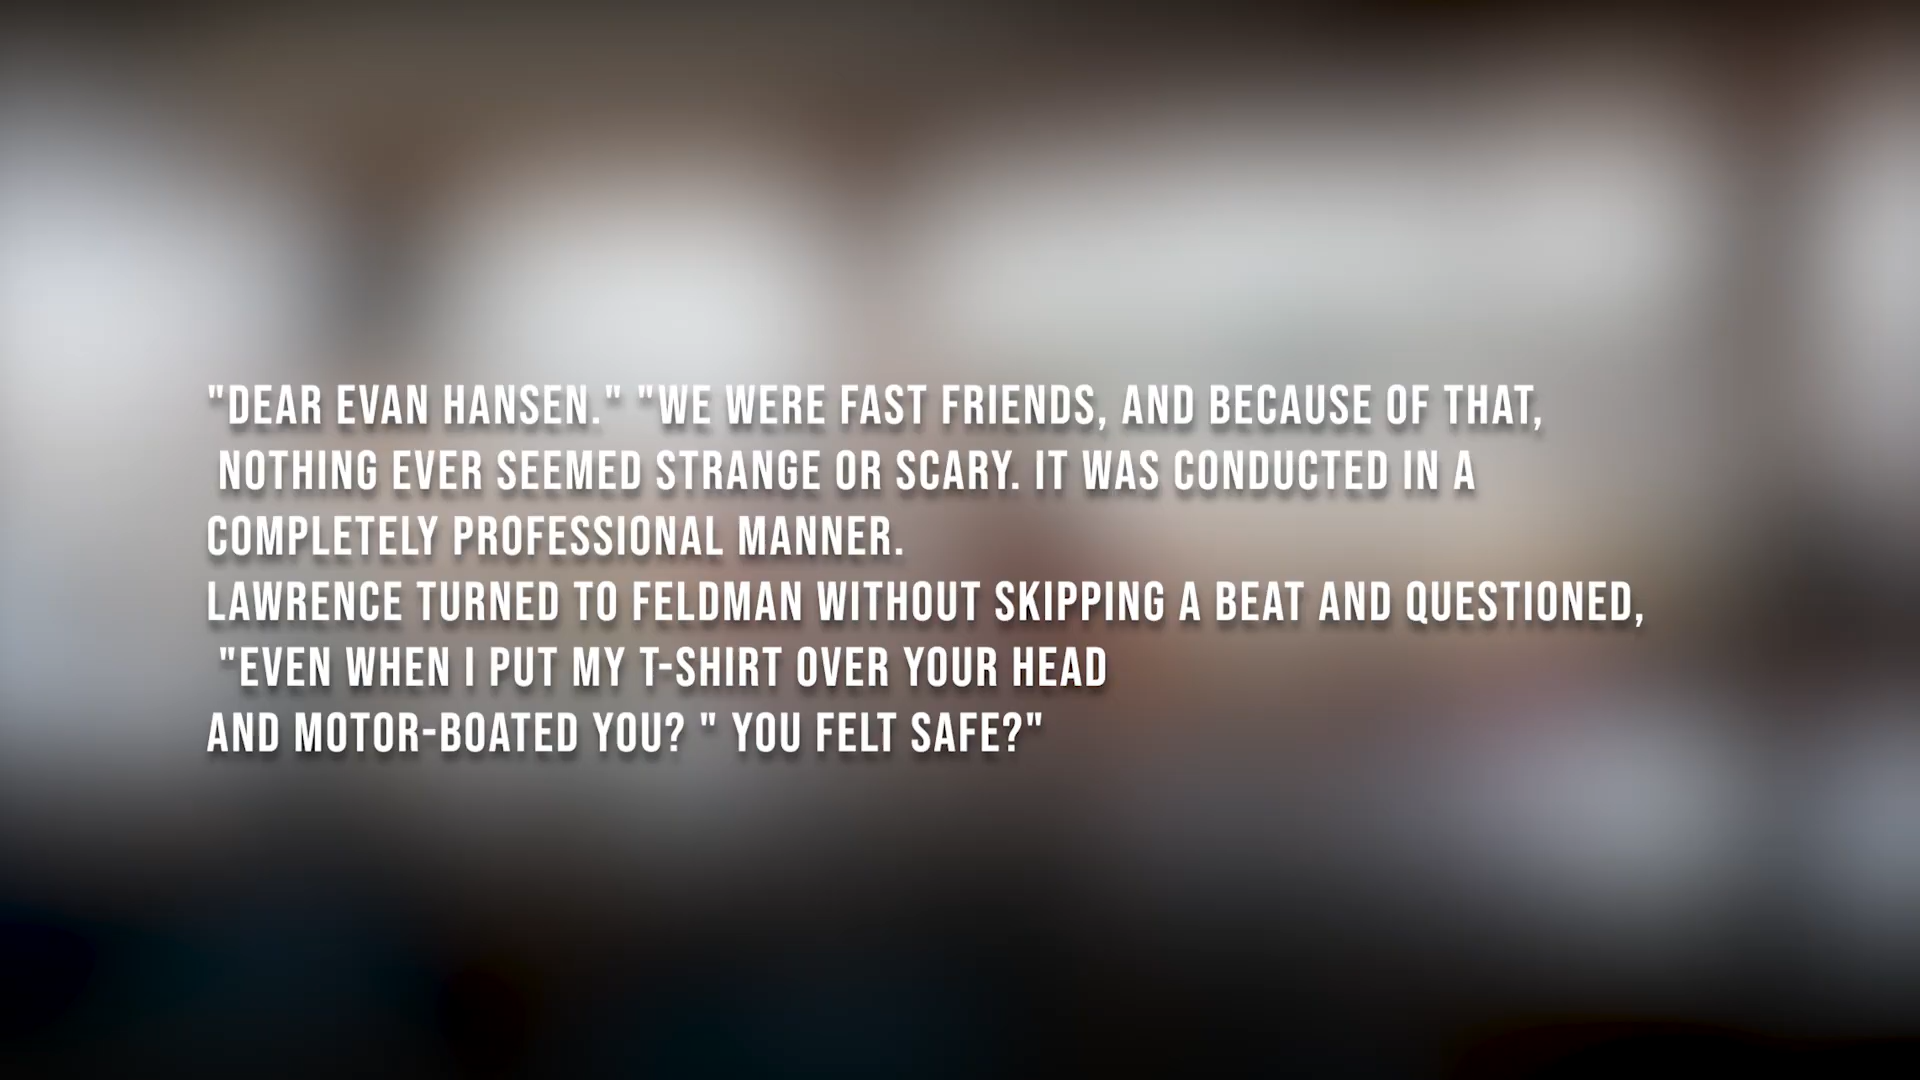 "DEAR EVAN HANSEN." "WE WERE FAST FRIENDS, AND BECAUSE OF THAT,
NOTHING EVER SEEMED STRANGE OR SCARY. IT WAS CONDUCTED IN A
COMPLETELY PROFESSIONAL MANNER.
LAWRENCE TURNED TO FELDMAN WITHOUT SKIPPING A BEAT AND QUESTIONED,
"EVEN WHEN I PUT MY T-SHIRT OVER YOUR HEAD
AND MOTOR-BOATED YOU? " YOU FELT SAFE?"